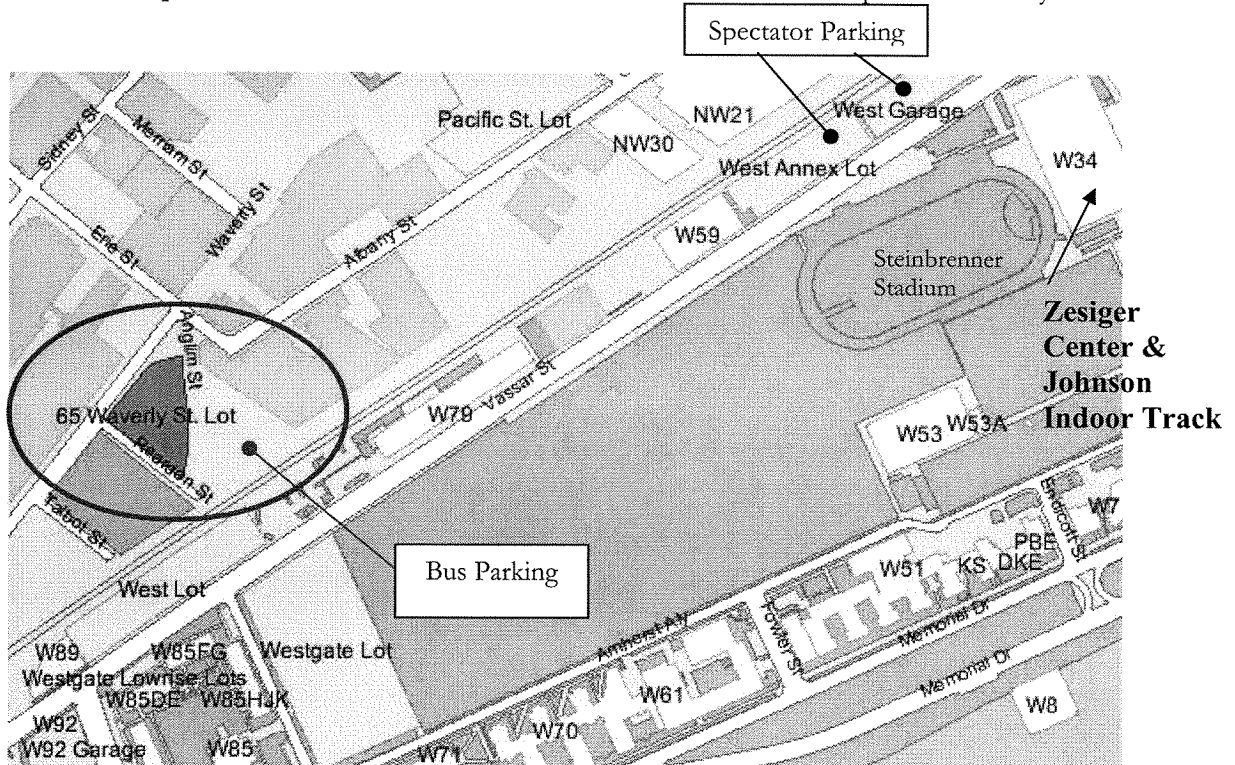 Spectator Parking
Pacific St. Lot
NW21
West Garage
NW30
W34
West Annex Lot
Sidney St
Merriam St
Waverly St
Erie St
Albany St
W59
Steinbrenner
Stadium
Zesiger
Center &
Johnson
Indoor Track
Anglim St
65 Waverly St. Lot
Reardon St
Talbot St
W79
Vassar St
W53
W53A
Bus Parking
Endicott St
W7
PBE
DKE
KS
W51
West Lot
Amherst Aly
Fowler St
Memorial Dr
Memorial Dr
W89
W85FG
Westgate Lot
Westgate Lowrise Lots
W85DE
W85HJK
W61
W8
W92
W92 Garage
W85
W70
W71